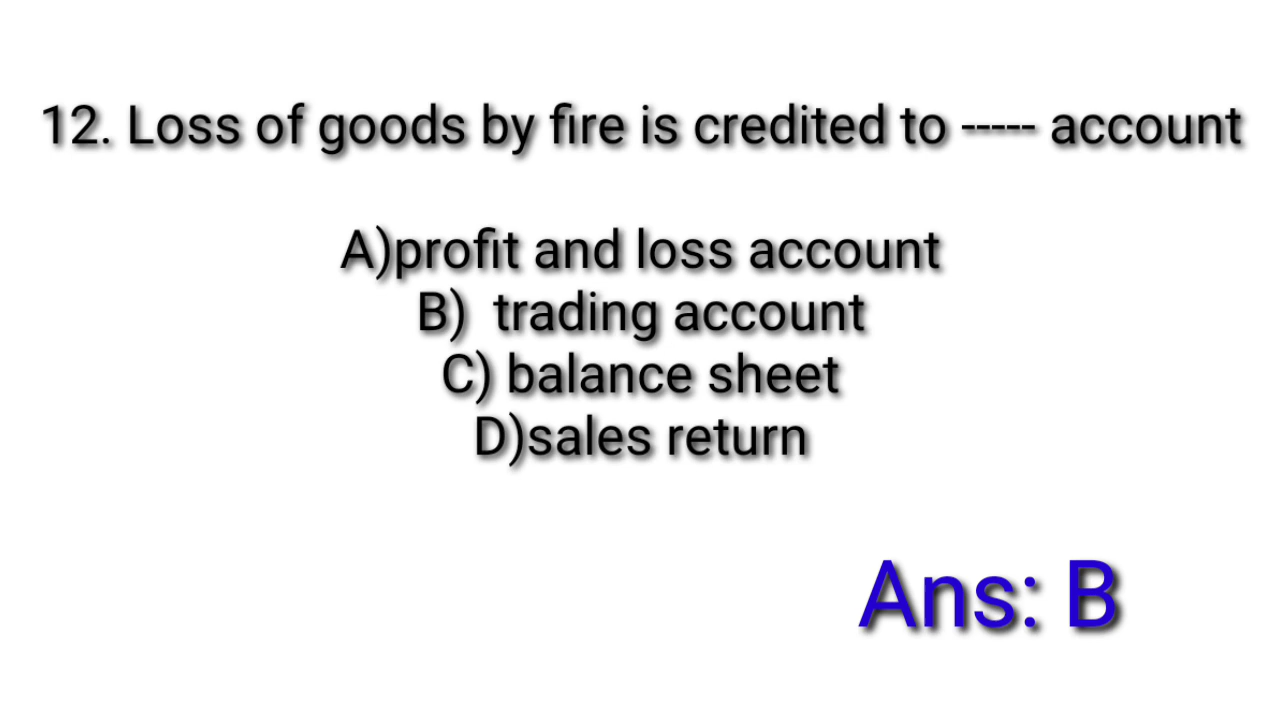 12. Loss of goods by fire is credited to ----- account
A)profit and loss account
B)  trading account
C) balance sheet
D)sales return
Ans: B